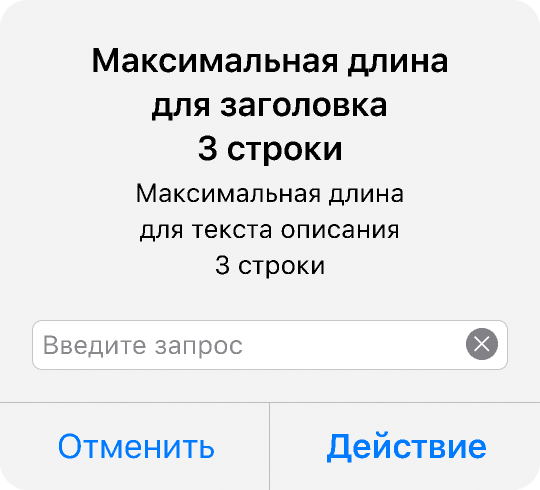 Максимальная длина
для заголовка
3 строки
Максимальная длина
для текста описания
3 строки
Введите запрос
Отменить
Действие